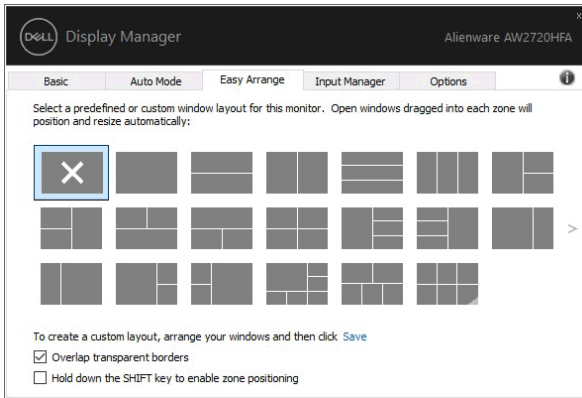 DELL Display Manager
Alienware AW2720HFA
Basic Auto Mode Easy Arrange Input Manager Options
Select a predefined or custom window layout for this monitor. Open windows dragged into each zone will
position and resize automatically:
To create a custom layout, arrange your windows and then click Save
Overlap transparent borders
Hold down the SHIFT key to enable zone positioning